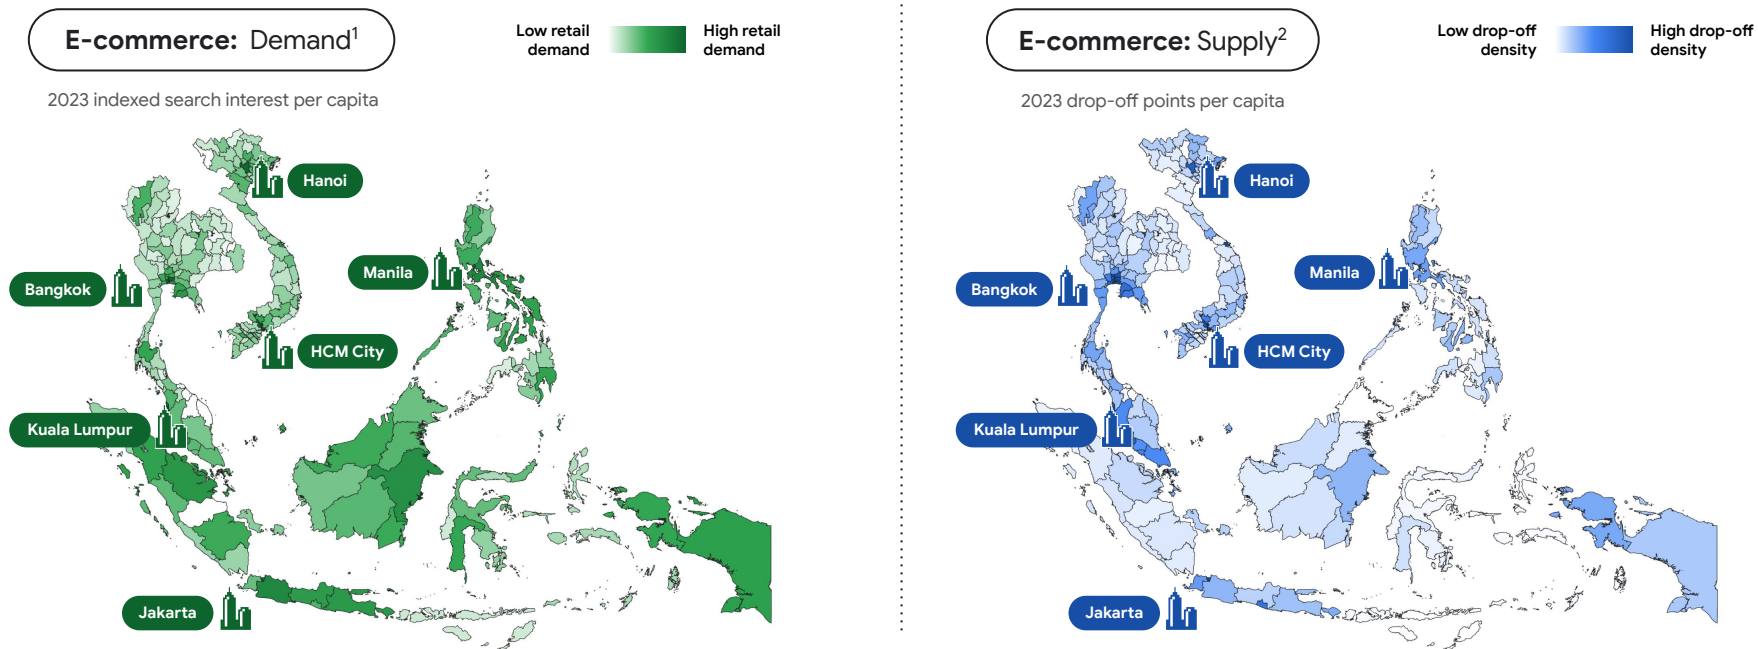 E-commerce: Demand¹
Low retail
demand
High retail
demand
2023 indexed search interest per capita
Hanoi
Manila
Bangkok
HCM City
Kuala Lumpur
Jakarta
E-commerce: Supply²
Low drop-off
density
High drop-off
density
2023 drop-off points per capita
Hanoi
Manila
Bangkok
HCM City
Kuala Lumpur
Jakarta